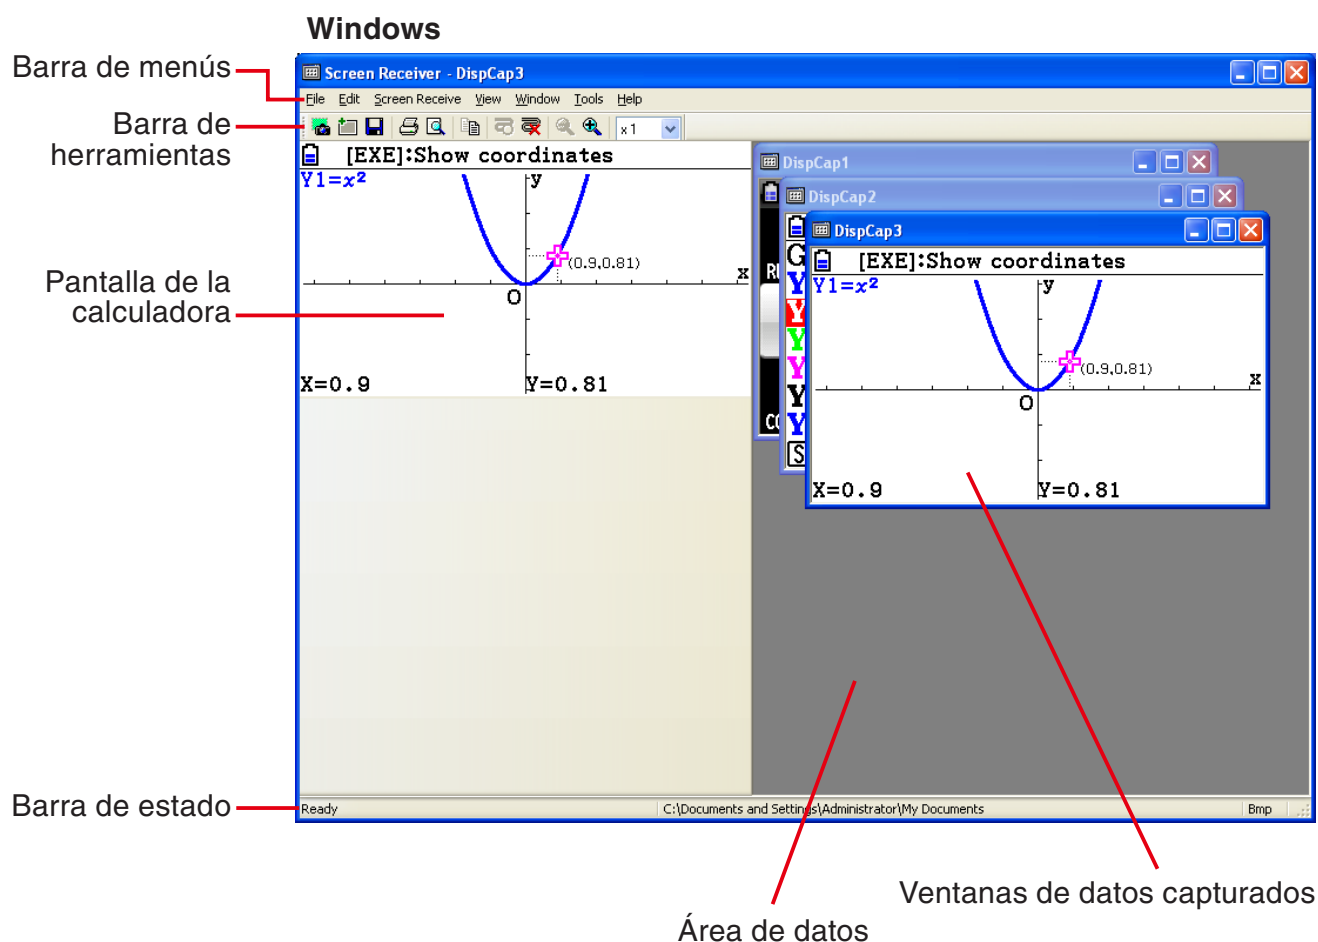 Windows
Barra de menús
Screen Receiver - DispCap3
File Edit Screen Receive View Window Tools Help
Barra de
herramientas
x1
[EXE]:Show coordinates
Y1=x²
y
(0.9,0.81)
x
O
X=0.9
Y=0.81
Pantalla de la
calculadora
DispCap1
DispCap2
G
Y
Y
Y
Y
Y
Y
S
DispCap3
[EXE]:Show coordinates
Y1=x²
y
(0.9,0.81)
x
O
X=0.9
Y=0.81
Barra de estado
Ready
C:\Documents and Settings\Administrator\My Documents
Bmp
Ventanas de datos capturados
Área de datos